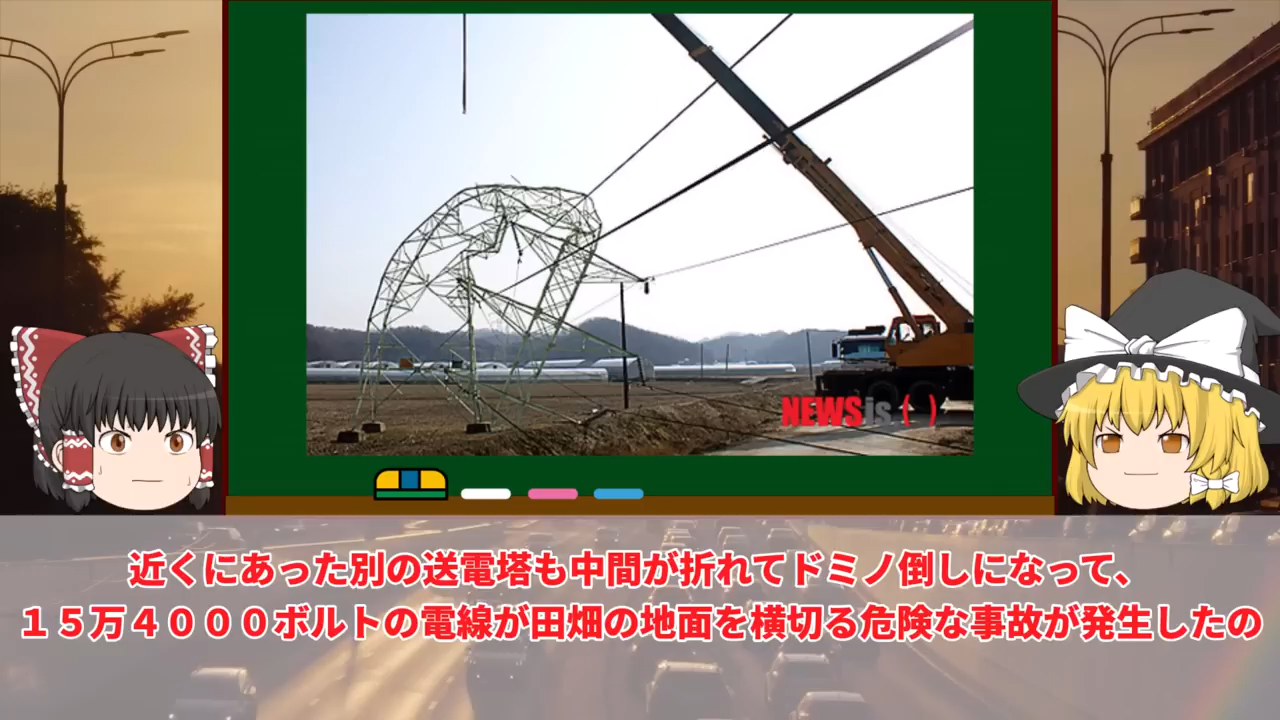 NEWSis ( )
近くにあった別の送電塔も中間が折れてドミノ倒しになって、
１５万４０００ボルトの電線が田畑の地面を横切る危険な事故が発生したの